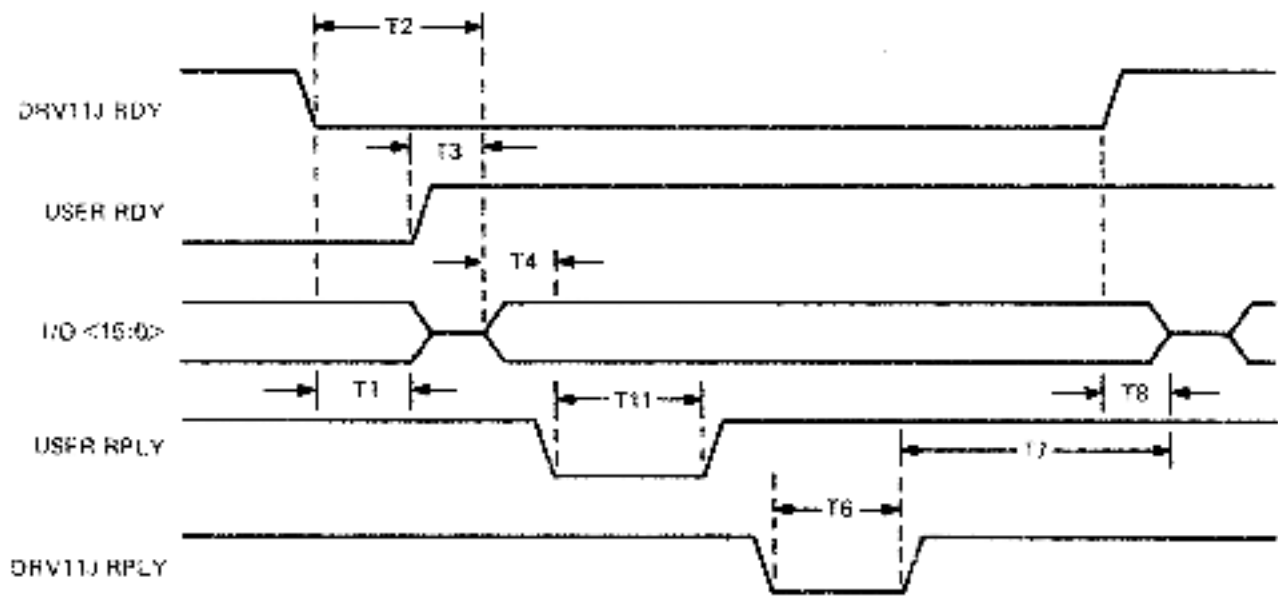 T2
DRV11J RDY
T3
USER RDY
T4
I/O <15:0>
T1
T11
T8
USER RPLY
T7
T6
DRV11J RPLY